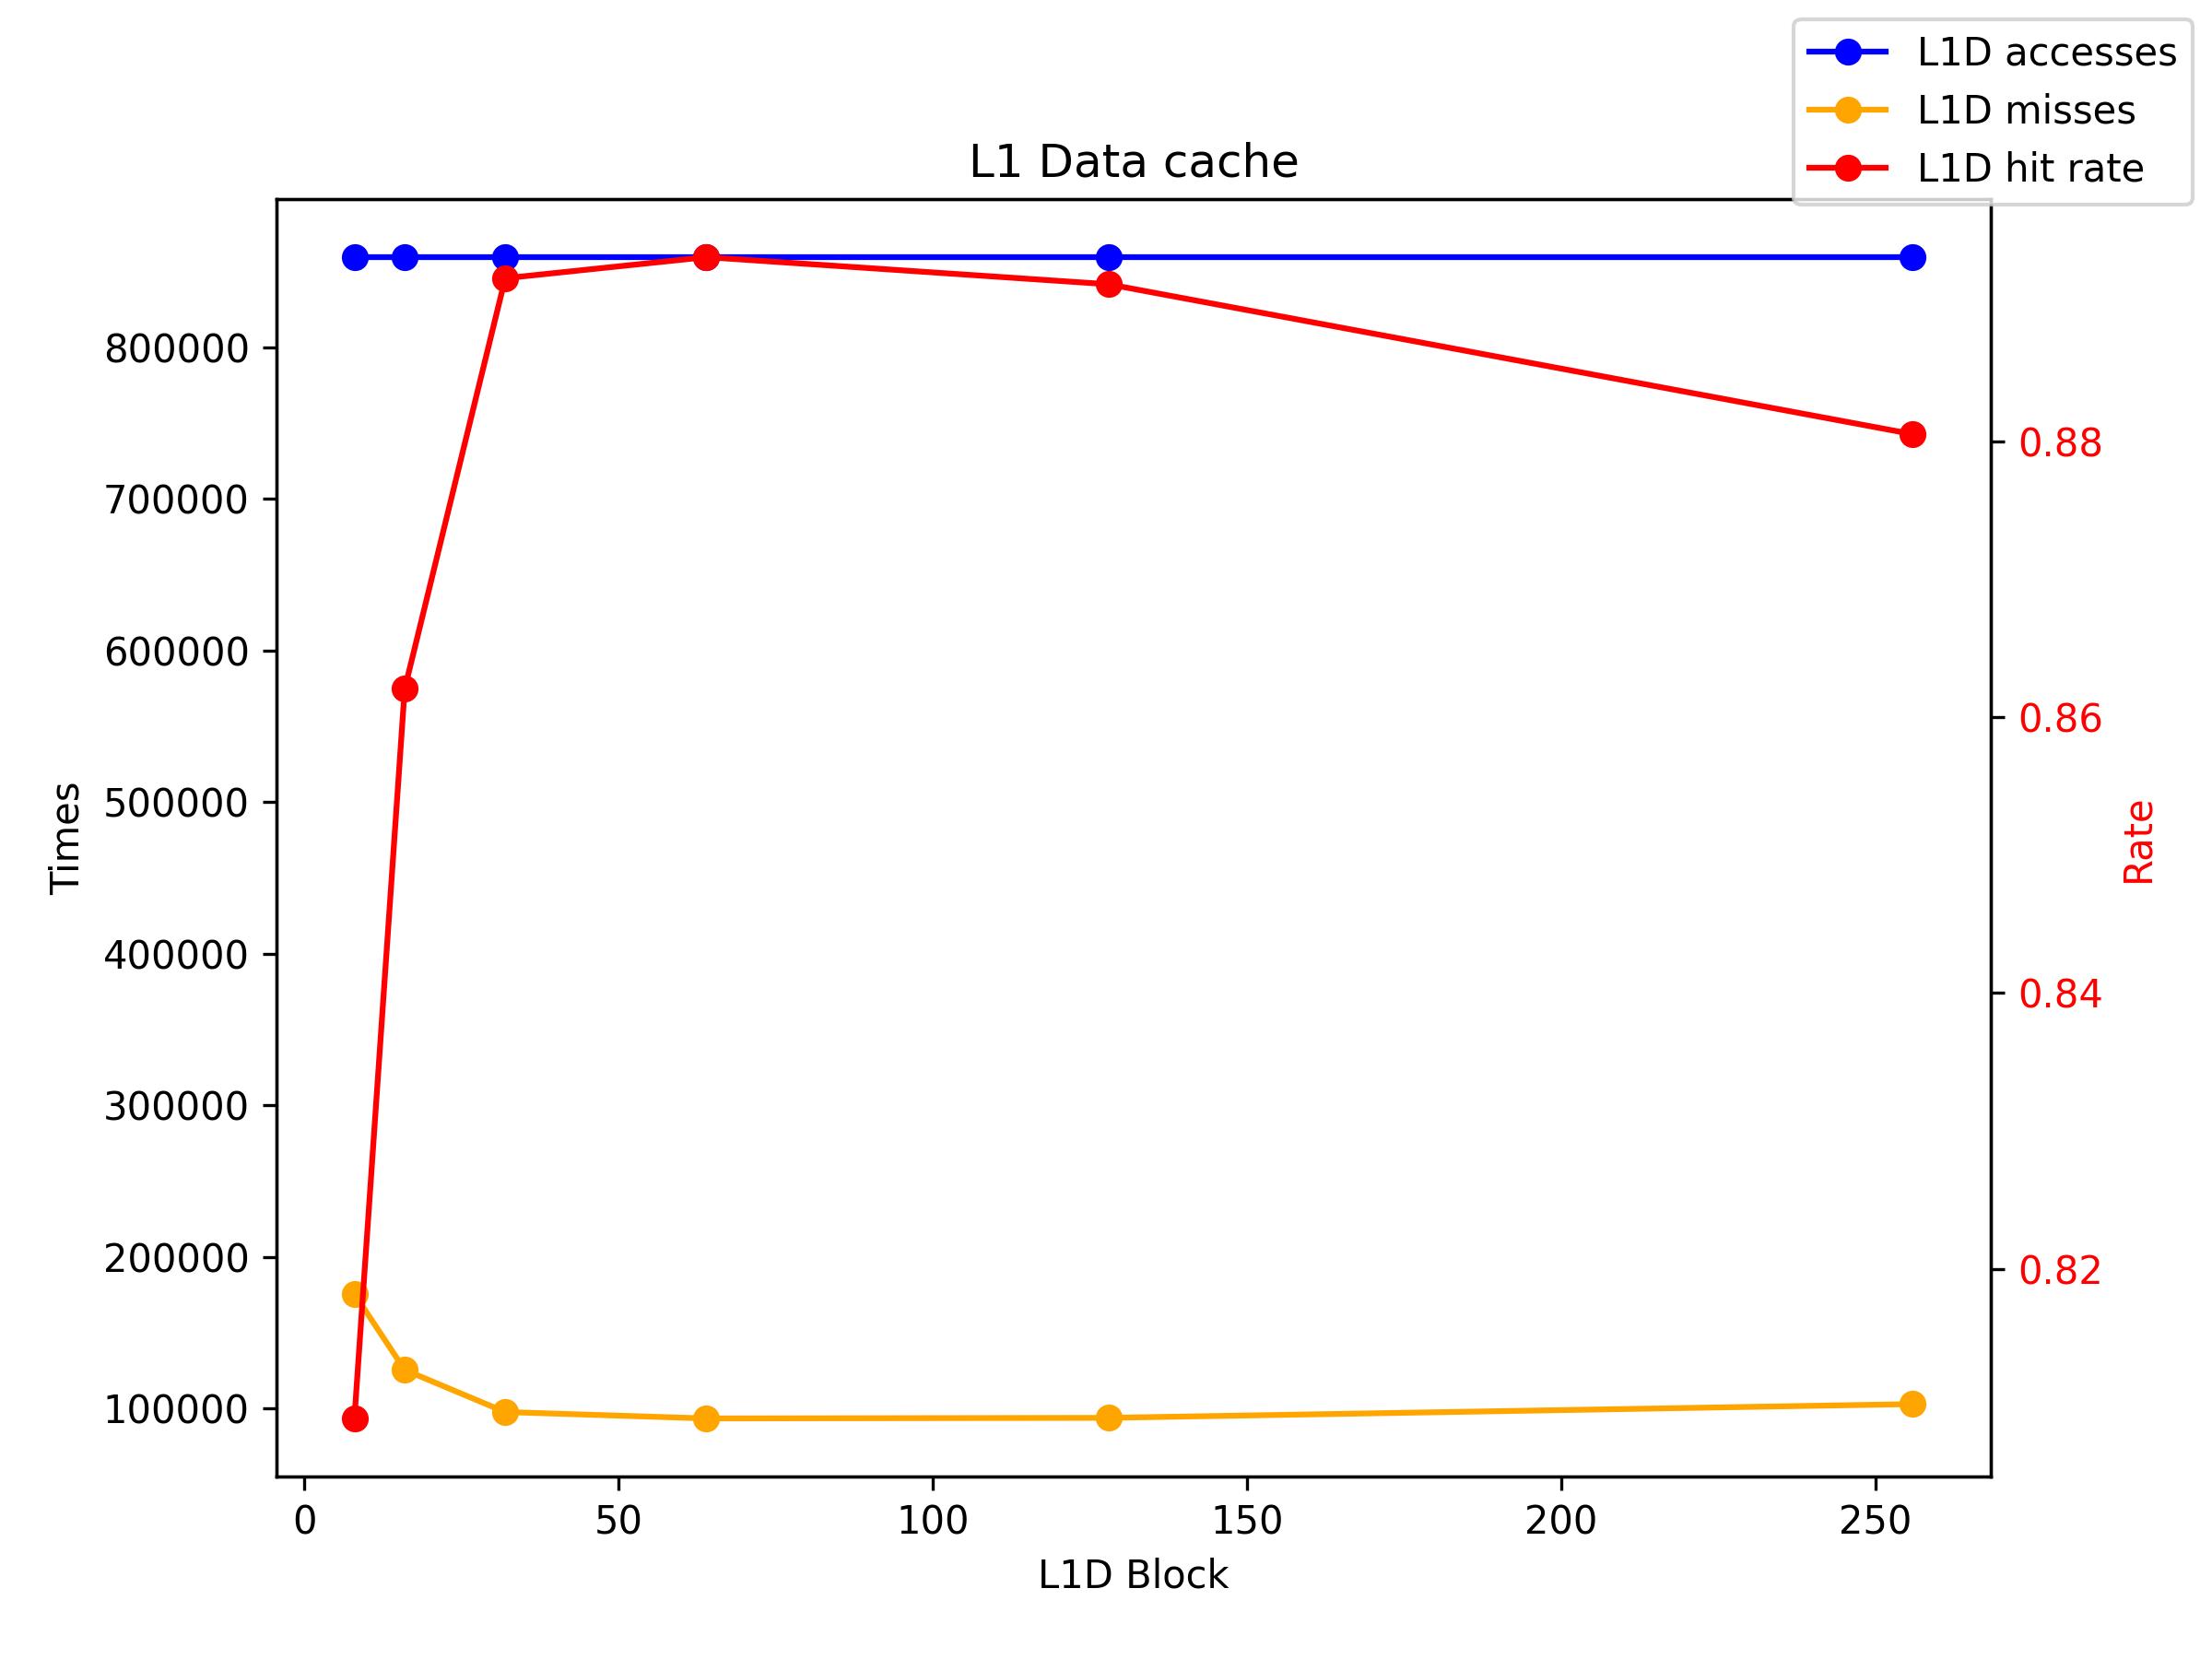 L1D accesses
L1D misses
L1D hit rate
L1 Data cache
800000
700000
600000
500000
400000
300000
200000
100000
Times
0.88
0.86
0.84
0.82
Rate
0 50 100 150 200 250
L1D Block